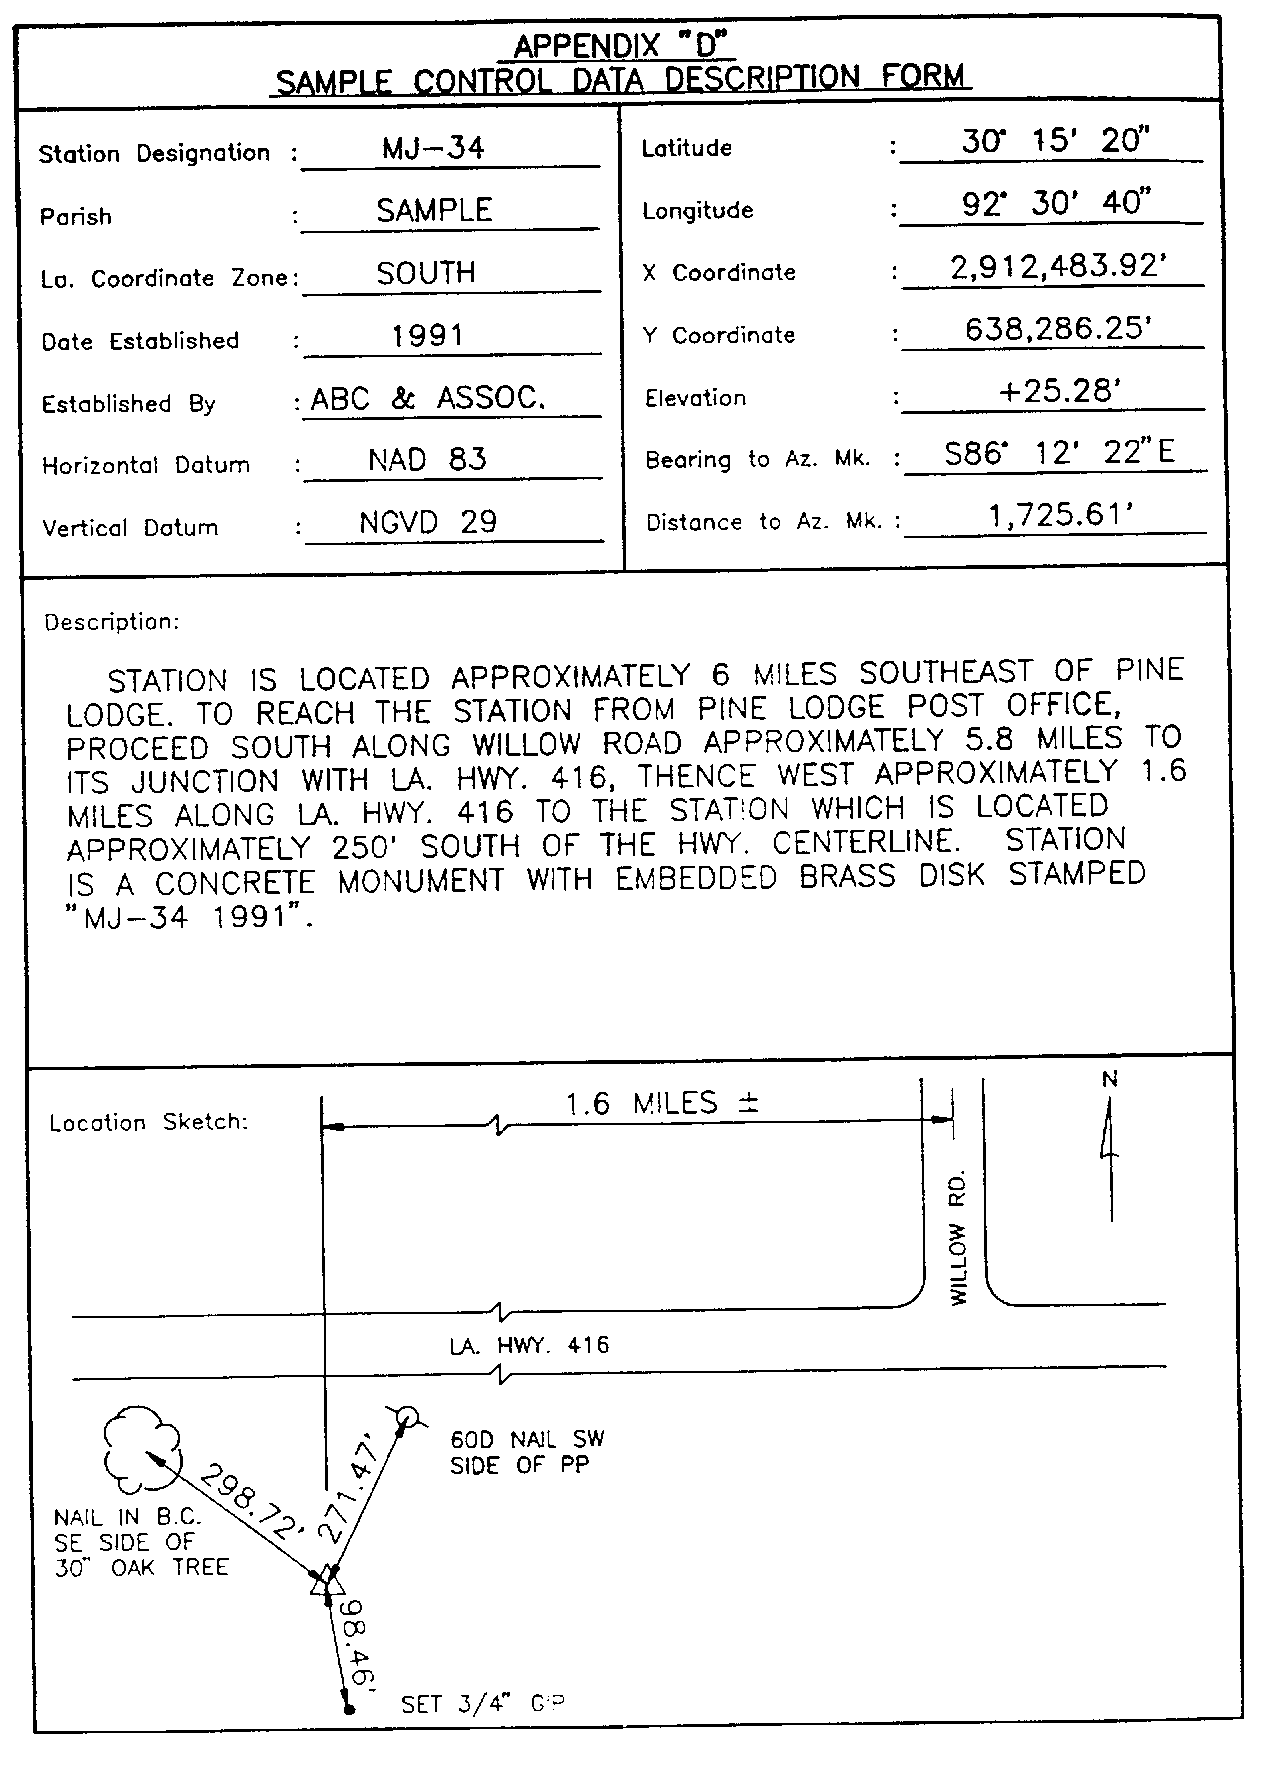 APPENDIX "D"
SAMPLE CONTROL DATA DESCRIPTION FORM
Station Designation : MJ-34
Parish : SAMPLE
La. Coordinate Zone: SOUTH
Date Established : 1991
Established By : ABC & ASSOC.
Horizontal Datum : NAD 83
Vertical Datum : NGVD 29
Latitude : 30° 15' 20"
Longitude : 92° 30' 40"
X Coordinate : 2,912,483.92'
Y Coordinate : 638,286.25'
Elevation : +25.28'
Bearing to Az. Mk. : S86° 12' 22"E
Distance to Az. Mk. : 1,725.61'
Description:
STATION IS LOCATED APPROXIMATELY 6 MILES SOUTHEAST OF PINE
LODGE. TO REACH THE STATION FROM PINE LODGE POST OFFICE,
PROCEED SOUTH ALONG WILLOW ROAD APPROXIMATELY 5.8 MILES TO
ITS JUNCTION WITH LA. HWY. 416, THENCE WEST APPROXIMATELY 1.6
MILES ALONG LA. HWY. 416 TO THE STATION WHICH IS LOCATED
APPROXIMATELY 250' SOUTH OF THE HWY. CENTERLINE. STATION
IS A CONCRETE MONUMENT WITH EMBEDDED BRASS DISK STAMPED
"MJ-34 1991".
Location Sketch:
1.6 MILES ±
N
WILLOW RD.
LA. HWY. 416
60D NAIL SW
SIDE OF PP
271.47'
298.72'
NAIL IN B.C.
SE SIDE OF
30" OAK TREE
98.46'
SET 3/4"